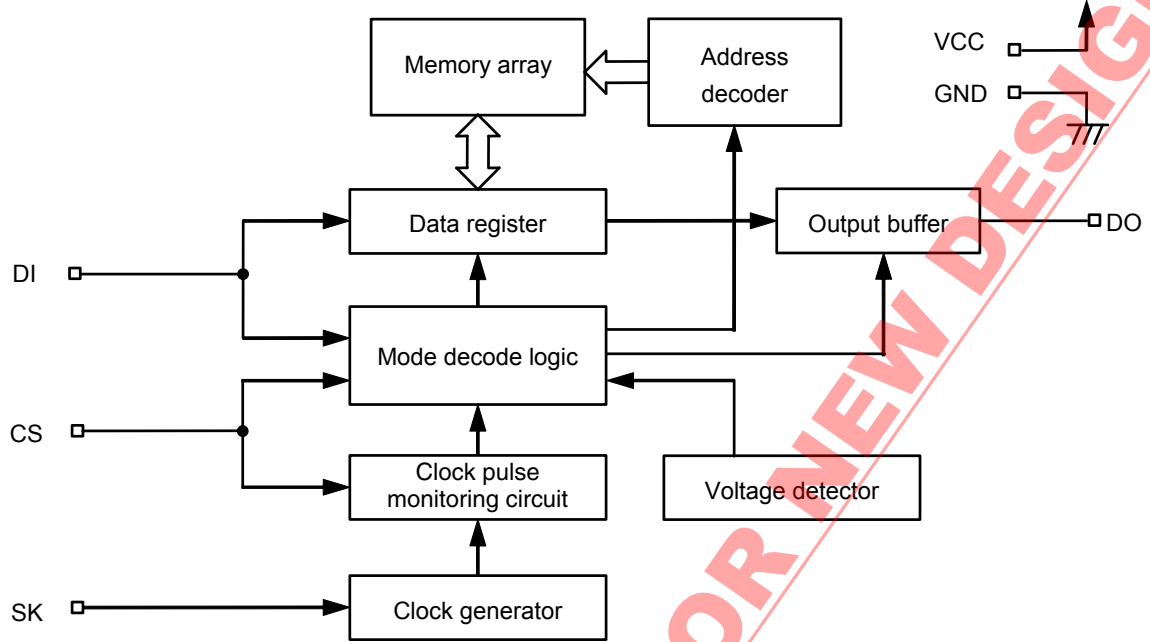 Memory array
Address
decoder
VCC
GND
Data register
Output buffer
DO
DI
Mode decode logic
CS
Clock pulse
monitoring circuit
Voltage detector
SK
Clock generator
OR NEW DESIG